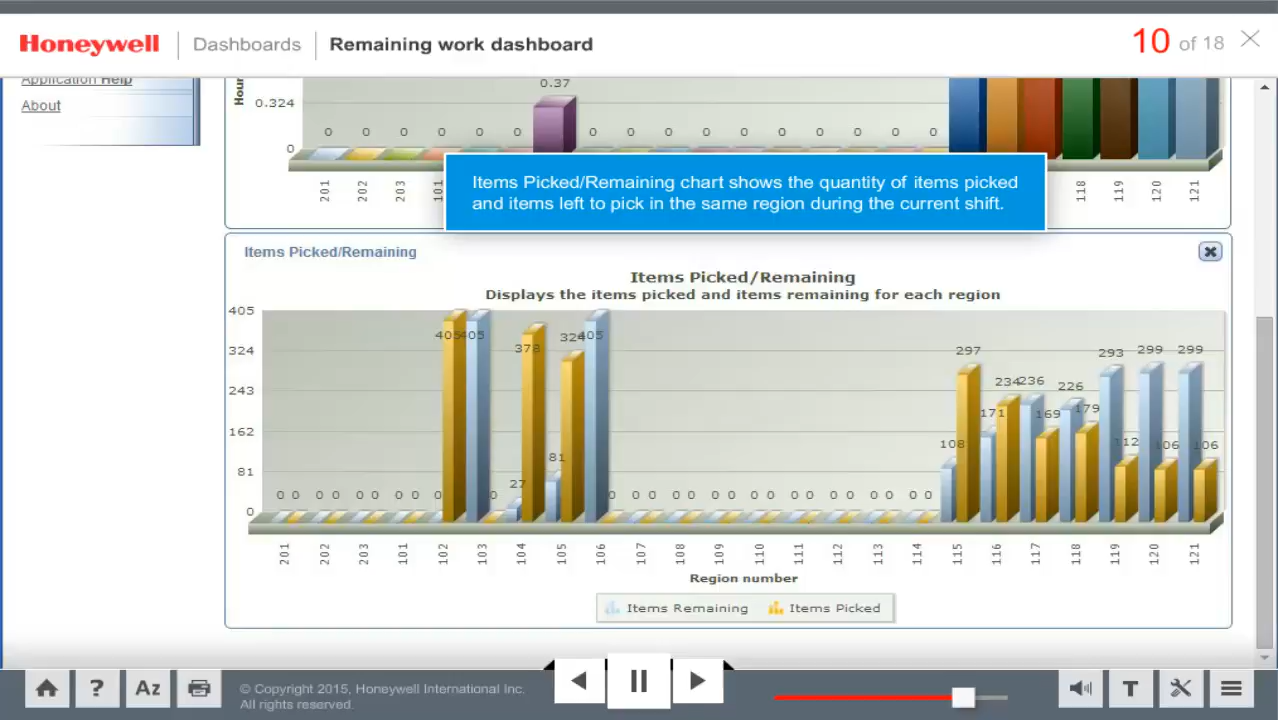 Honeywell Dashboards Remaining work dashboard 10 of 18
Application Help
About
Hour
0.37
0.324
0 0 0 0 0 0 0 0 0 0 0 0 0 0 0 0
0
201 202 203 101 118 119 120 121
Items Picked/Remaining chart shows the quantity of items picked
and items left to pick in the same region during the current shift.
Items Picked/Remaining
Items Picked/Remaining
Displays the items picked and items remaining for each region
405
324
243
162
81
0
0 0 0 0 0 0 0 0 0 405 405 0 27 378 81 324 405 0 0 0 0 0 0 0 0 0 0 0 0 0 0 0 0 0 108 297 171 234 236 169 226 179 293 112 299 106 299 106
201 202 203 101 102 103 104 105 106 107 108 109 110 111 112 113 114 115 116 117 118 119 120 121
Region number
Items Remaining Items Picked
? Az
© Copyright 2015, Honeywell International Inc.
All rights reserved.
T